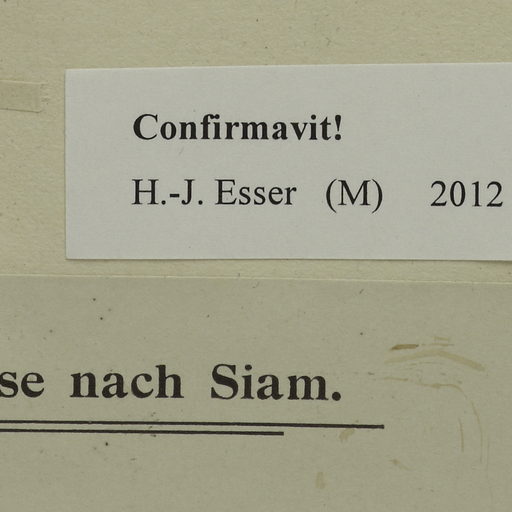 Confirmavit!
H.-J. Esser (M) 2012
se nach Siam.